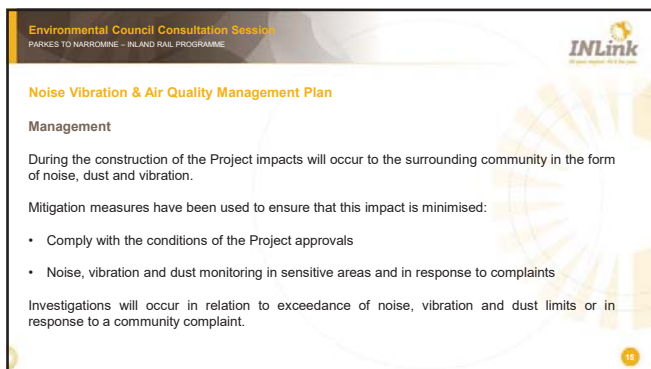 Environmental Council Consultation Session
PARKES TO NARROMINE – INLAND RAIL PROGRAMME
INLink
Noise Vibration & Air Quality Management Plan
Management
During the construction of the Project impacts will occur to the surrounding community in the form
of noise, dust and vibration.
Mitigation measures have been used to ensure that this impact is minimised:
• Comply with the conditions of the Project approvals
• Noise, vibration and dust monitoring in sensitive areas and in response to complaints
Investigations will occur in relation to exceedance of noise, vibration and dust limits or in
response to a community complaint.
15